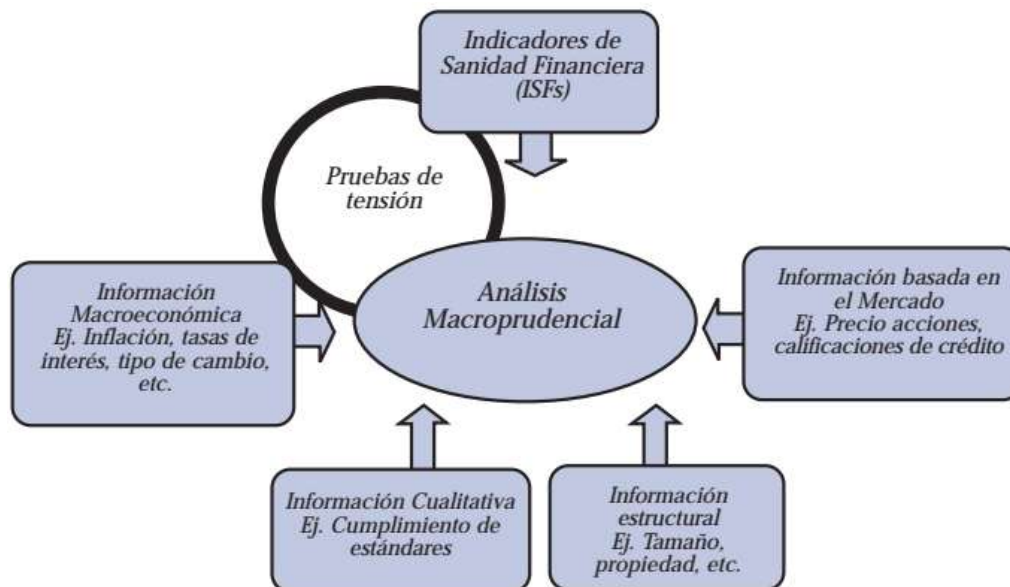 Indicadores de
Sanidad Financiera
(ISFs)
Pruebas de
tensión
Información
Macroeconómica
Ej. Inflación, tasas de
interés, tipo de cambio,
etc.
Análisis
Macroprudencial
Información basada en
el Mercado
Ej. Precio acciones,
calificaciones de crédito
Información Cualitativa
Ej. Cumplimiento de
estándares
Información
estructural
Ej. Tamaño,
propiedad, etc.